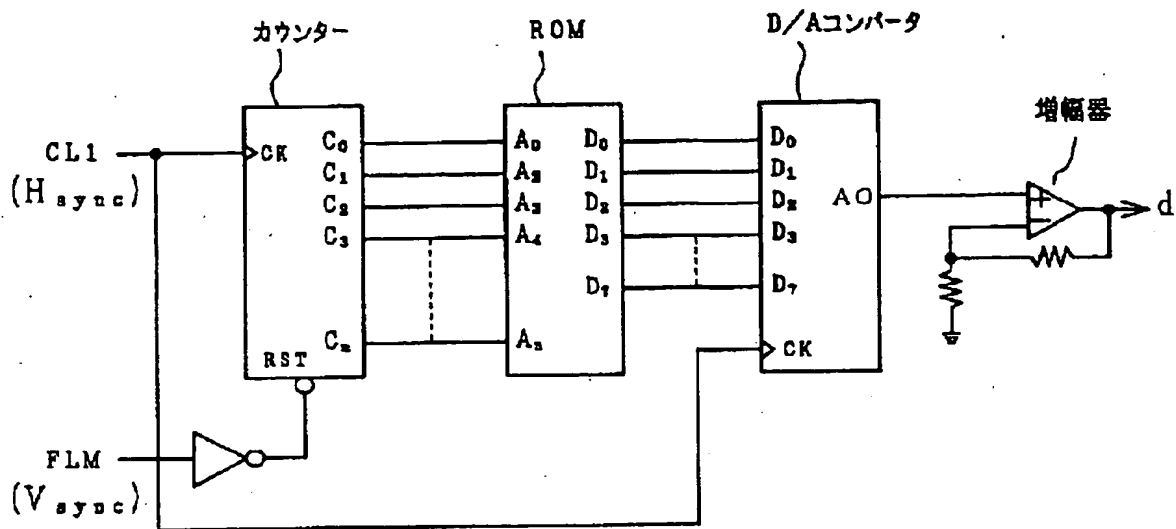 カウンター
ROM
D/Aコンバータ
増幅器
CL1
(Hsync)
CK
C0
C1
C2
C3
Cn
RST
A0
A2
A3
A4
An
D0
D1
D2
D3
D7
D0
D1
D2
D3
D7
AO
CK
+
−
d
FLM
(Vsync)